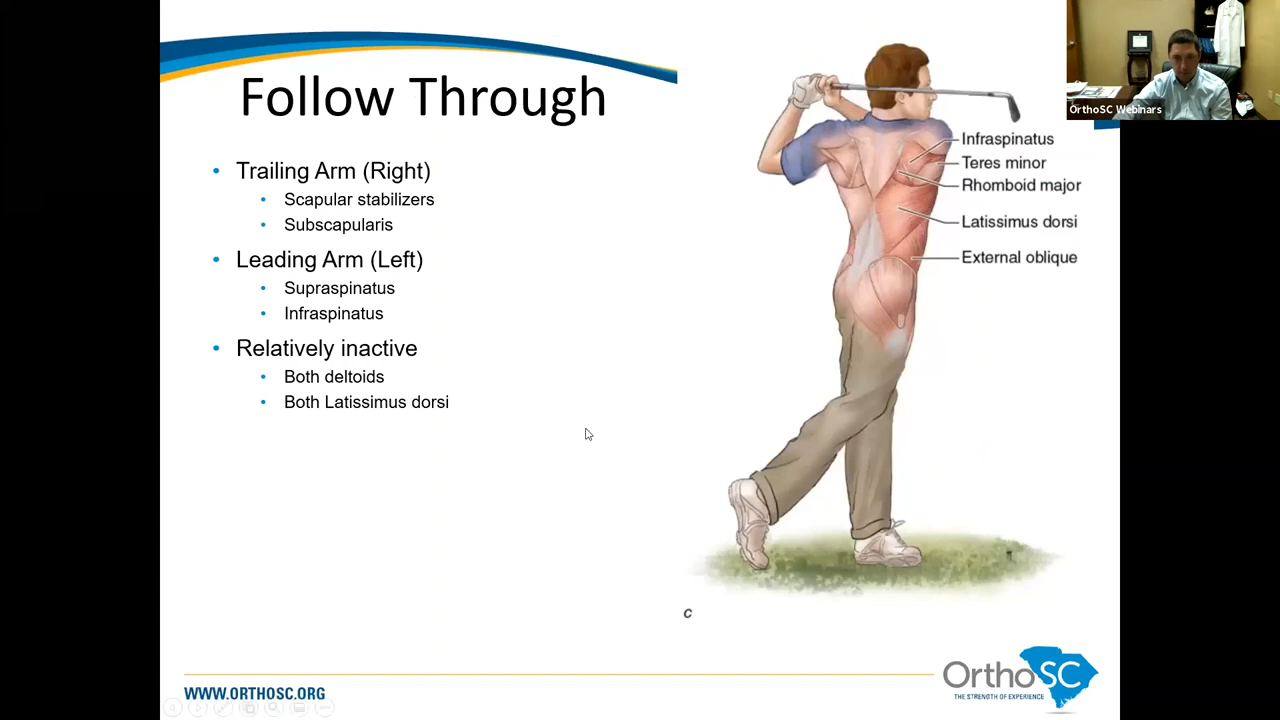 Follow Through
Trailing Arm (Right)
Scapular stabilizers
Subscapularis
Leading Arm (Left)
Supraspinatus
Infraspinatus
Relatively inactive
Both deltoids
Both Latissimus dorsi
OrthoSC Webinars
Infraspinatus
Teres minor
Rhomboid major
Latissimus dorsi
External oblique
c
WWW.ORTHOSC.ORG
OrthoSC
THE STRENGTH OF EXPERIENCE